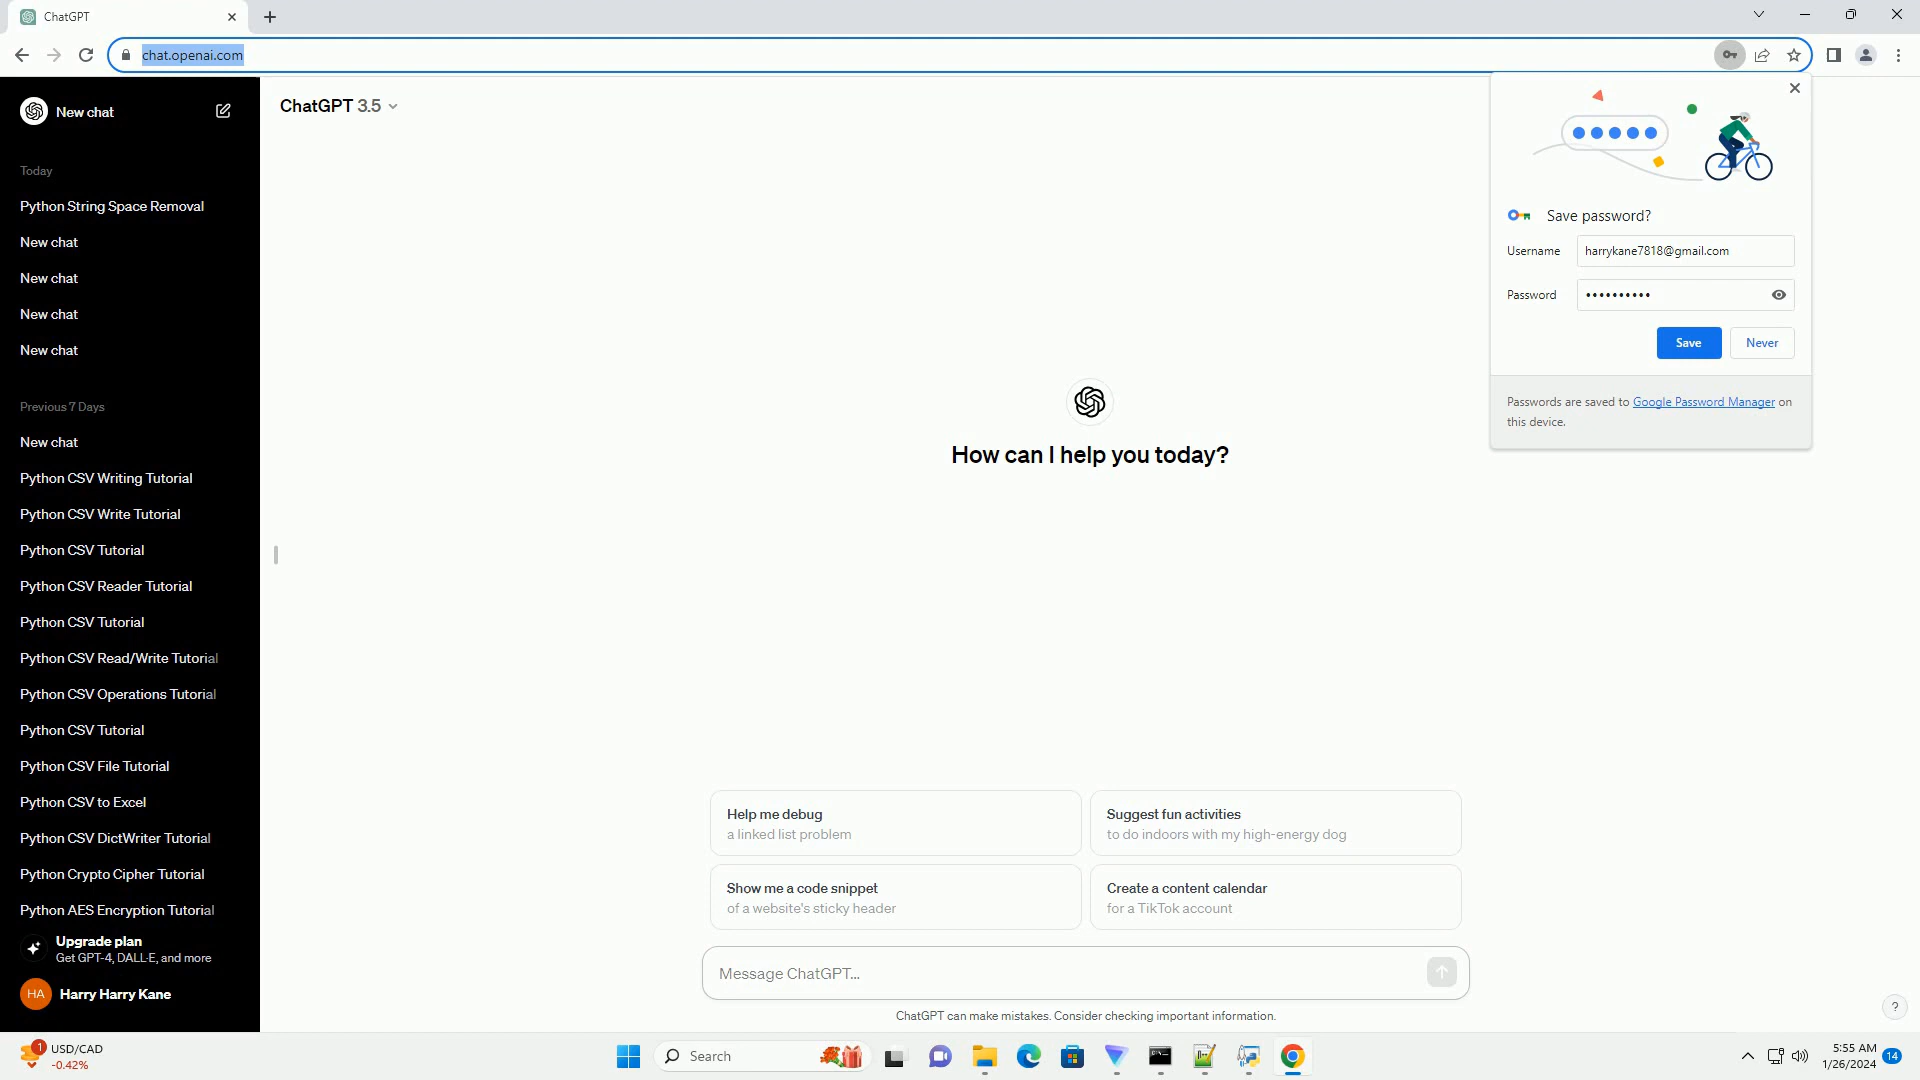 ChatGPT
chat.openai.com
New chat
Today
Python String Space Removal
New chat
New chat
New chat
New chat
Previous 7 Days
New chat
Python CSV Writing Tutorial
Python CSV Write Tutorial
Python CSV Tutorial
Python CSV Reader Tutorial
Python CSV Tutorial
Python CSV Read/Write Tutorial
Python CSV Operations Tutorial
Python CSV Tutorial
Python CSV File Tutorial
Python CSV to Excel
Python CSV DictWriter Tutorial
Python Crypto Cipher Tutorial
Python AES Encryption Tutorial
Upgrade plan
Get GPT-4, DALL·E, and more
HA Harry Harry Kane
ChatGPT 3.5
How can I help you today?
Help me debug
a linked list problem
Suggest fun activities
to do indoors with my high-energy dog
Show me a code snippet
of a website's sticky header
Create a content calendar
for a TikTok account
Message ChatGPT...
ChatGPT can make mistakes. Consider checking important information.
?
Save password?
Username harrykane7818@gmail.com
Password ••••••••••
Save Never
Passwords are saved to Google Password Manager on
this device.
1 USD/CAD
-0.42%
Search
5:55 AM
1/26/2024
14